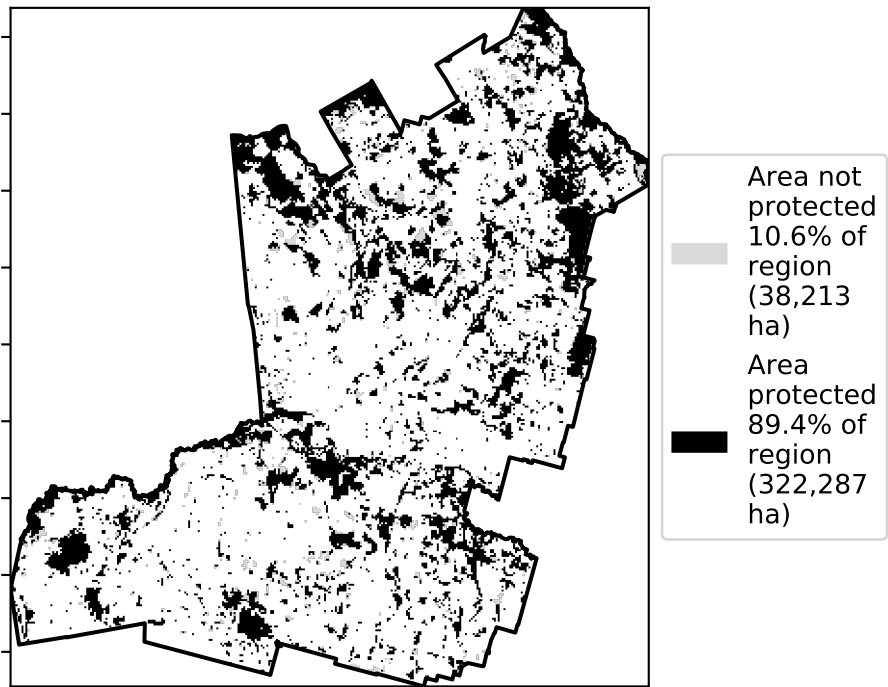 Area not
protected
10.6% of
region
(38,213
ha)
Area
protected
89.4% of
region
(322,287
ha)